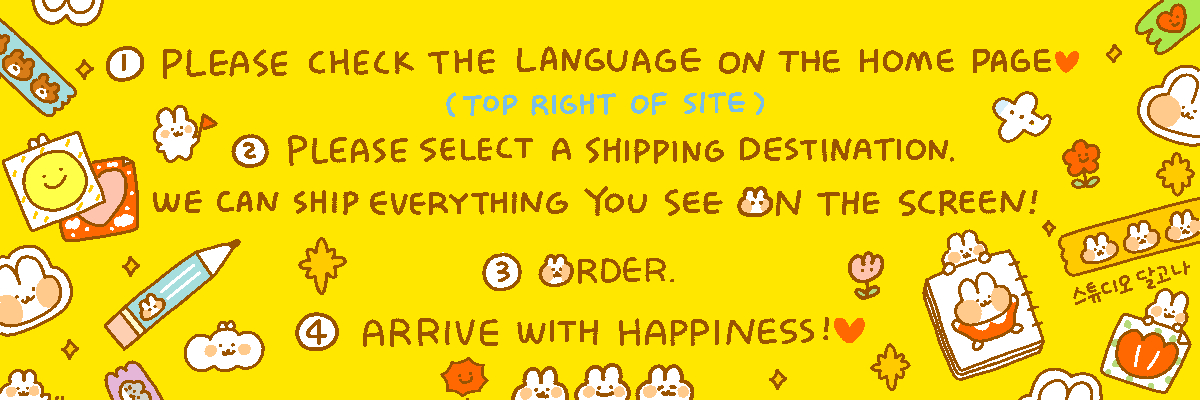 ① PLEASE CHECK THE LANGUAGE ON THE HOME PAGE
(TOP RIGHT OF SITE)
② PLEASE SELECT A SHIPPING DESTINATION.
WE CAN SHIP EVERYTHING YOU SEE ON THE SCREEN!
③ ORDER.
④ ARRIVE WITH HAPPINESS!
스튜디오 달고나